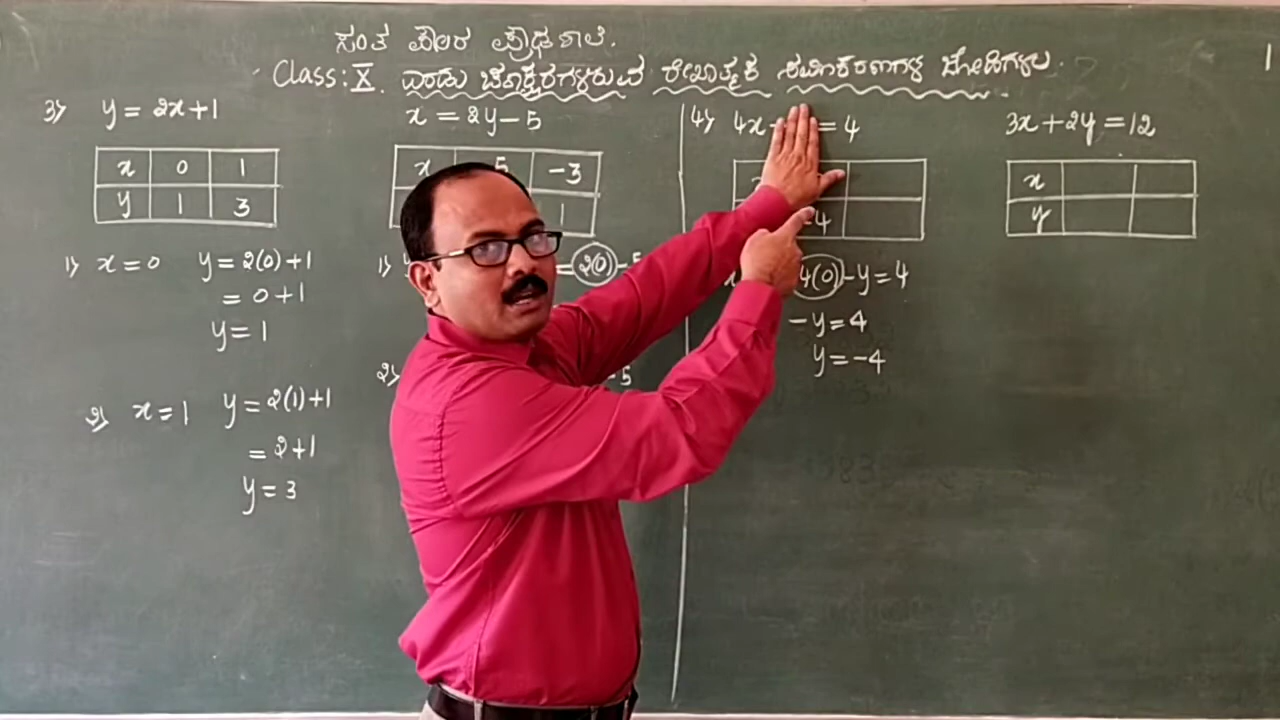 ಸಂತ ಪೌಲರ ಪ್ರೌಢಶಾಲೆ.
Class: X. ಎರಡು ಚರಾಕ್ಷರಗಳಿರುವ ರೇಖಾತ್ಮಕ ಸಮೀಕರಣಗಳ ಜೋಡಿಗಳು.
1
3) y = 2x+1
x 0 1
y 1 3
1) x=0 y=2(0)+1
= 0+1
y=1
2) x=1 y=2(1)+1
= 2+1
y=3
x = 2y-5
x -3
1
1) =2(0)-5
2) -5
4) 4x- =4
-4
4(0)-y=4
-y=4
y=-4
3x+2y=12
x
y